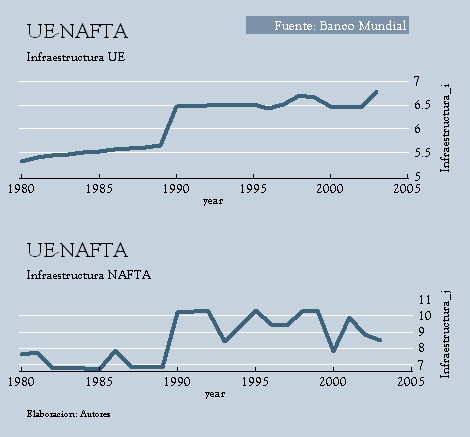 UE-NAFTA
Fuente: Banco Mundial
Infraestructura UE
7
6.5
6
5.5
5
Infraestructura_i
1980 1985 1990 1995 2000 2005
year
UE-NAFTA
Infraestructura NAFTA
11
10
9
8
7
Infraestructura_j
1980 1985 1990 1995 2000 2005
year
Elaboracion: Autores